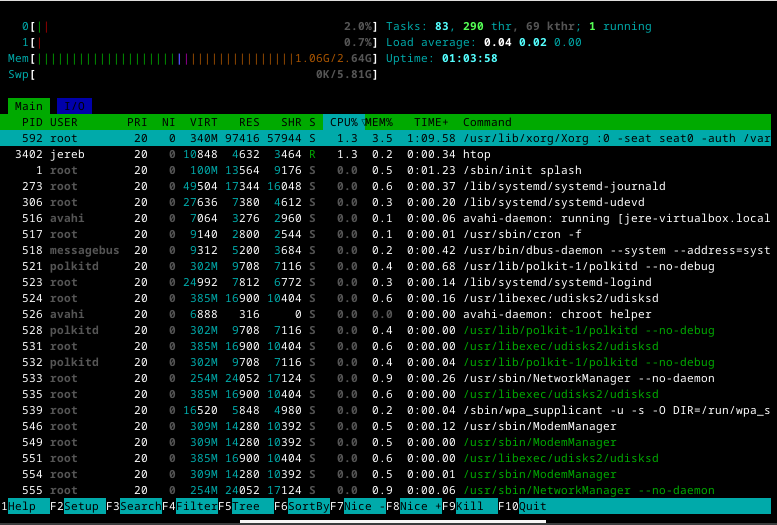 0[|| 2.0%] Tasks: 83, 290 thr, 69 kthr; 1 running
1[| 0.7%] Load average: 0.04 0.02 0.00
Mem[||||||||||||||||||||||||||||||||||||||||1.06G/2.64G] Uptime: 01:03:58
Swp[ 0K/5.81G]
Main I/O
PID USER PRI NI VIRT RES SHR S CPU%▽MEM% TIME+ Command
592 root 20 0 340M 97416 57944 S 1.3 3.5 1:09.58 /usr/lib/xorg/Xorg :0 -seat seat0 -auth /var
3402 jereb 20 0 10848 4632 3464 R 1.3 0.2 0:00.34 htop
1 root 20 0 100M 13564 9176 S 0.0 0.5 0:01.23 /sbin/init splash
273 root 20 0 49504 17344 16048 S 0.0 0.6 0:00.37 /lib/systemd/systemd-journald
306 root 20 0 27636 7380 4612 S 0.0 0.3 0:00.20 /lib/systemd/systemd-udevd
516 avahi 20 0 7064 3276 2960 S 0.0 0.1 0:00.06 avahi-daemon: running [jere-virtualbox.local
517 root 20 0 9140 2800 2544 S 0.0 0.1 0:00.01 /usr/sbin/cron -f
518 messagebus 20 0 9312 5200 3684 S 0.0 0.2 0:00.42 /usr/bin/dbus-daemon --system --address=syst
521 polkitd 20 0 302M 9708 7116 S 0.0 0.4 0:00.68 /usr/lib/polkit-1/polkitd --no-debug
523 root 20 0 24992 7812 6772 S 0.0 0.3 0:00.14 /lib/systemd/systemd-logind
524 root 20 0 385M 16900 10404 S 0.0 0.6 0:00.16 /usr/libexec/udisks2/udisksd
526 avahi 20 0 6888 316 0 S 0.0 0.0 0:00.00 avahi-daemon: chroot helper
528 polkitd 20 0 302M 9708 7116 S 0.0 0.4 0:00.00 /usr/lib/polkit-1/polkitd --no-debug
531 root 20 0 385M 16900 10404 S 0.0 0.6 0:00.00 /usr/libexec/udisks2/udisksd
532 polkitd 20 0 302M 9708 7116 S 0.0 0.4 0:00.04 /usr/lib/polkit-1/polkitd --no-debug
533 root 20 0 254M 24052 17124 S 0.0 0.9 0:00.26 /usr/sbin/NetworkManager --no-daemon
535 root 20 0 385M 16900 10404 S 0.0 0.6 0:00.00 /usr/libexec/udisks2/udisksd
539 root 20 0 16520 5848 4980 S 0.0 0.2 0:00.04 /sbin/wpa_supplicant -u -s -O DIR=/run/wpa_s
546 root 20 0 309M 14280 10392 S 0.0 0.5 0:00.12 /usr/sbin/ModemManager
549 root 20 0 309M 14280 10392 S 0.0 0.5 0:00.00 /usr/sbin/ModemManager
551 root 20 0 385M 16900 10404 S 0.0 0.6 0:00.00 /usr/libexec/udisks2/udisksd
554 root 20 0 309M 14280 10392 S 0.0 0.5 0:00.01 /usr/sbin/ModemManager
555 root 20 0 254M 24052 17124 S 0.0 0.9 0:00.06 /usr/sbin/NetworkManager --no-daemon
F1Help F2Setup F3SearchF4FilterF5Tree F6SortByF7Nice -F8Nice +F9Kill F10Quit